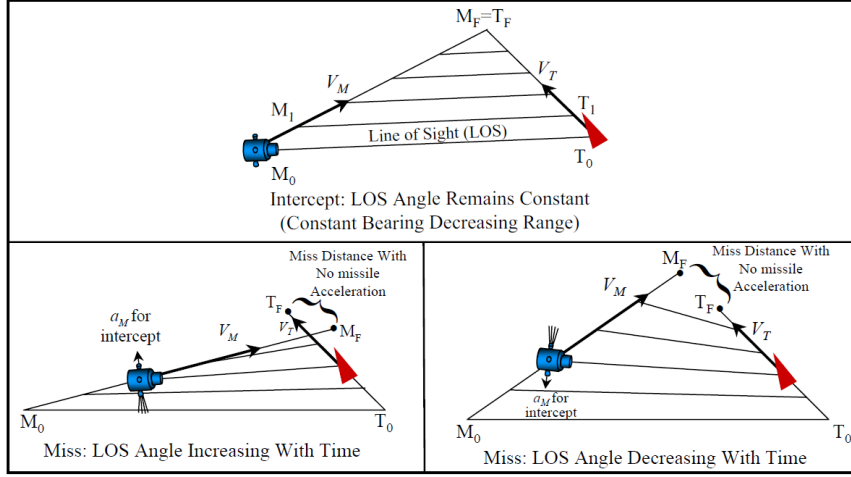 M_F=T_F
V_M
V_T
M_1
T_1
Line of Sight (LOS)
M_0
T_0
Intercept: LOS Angle Remains Constant
(Constant Bearing Decreasing Range)
Miss Distance With
No missile
Acceleration
T_F
a_M for
intercept
V_M
V_T
M_F
M_0
T_0
Miss: LOS Angle Increasing With Time
Miss Distance With
No Missile
Acceleration
M_F
V_M
T_F
V_T
a_M for
intercept
M_0
T_0
Miss: LOS Angle Decreasing With Time